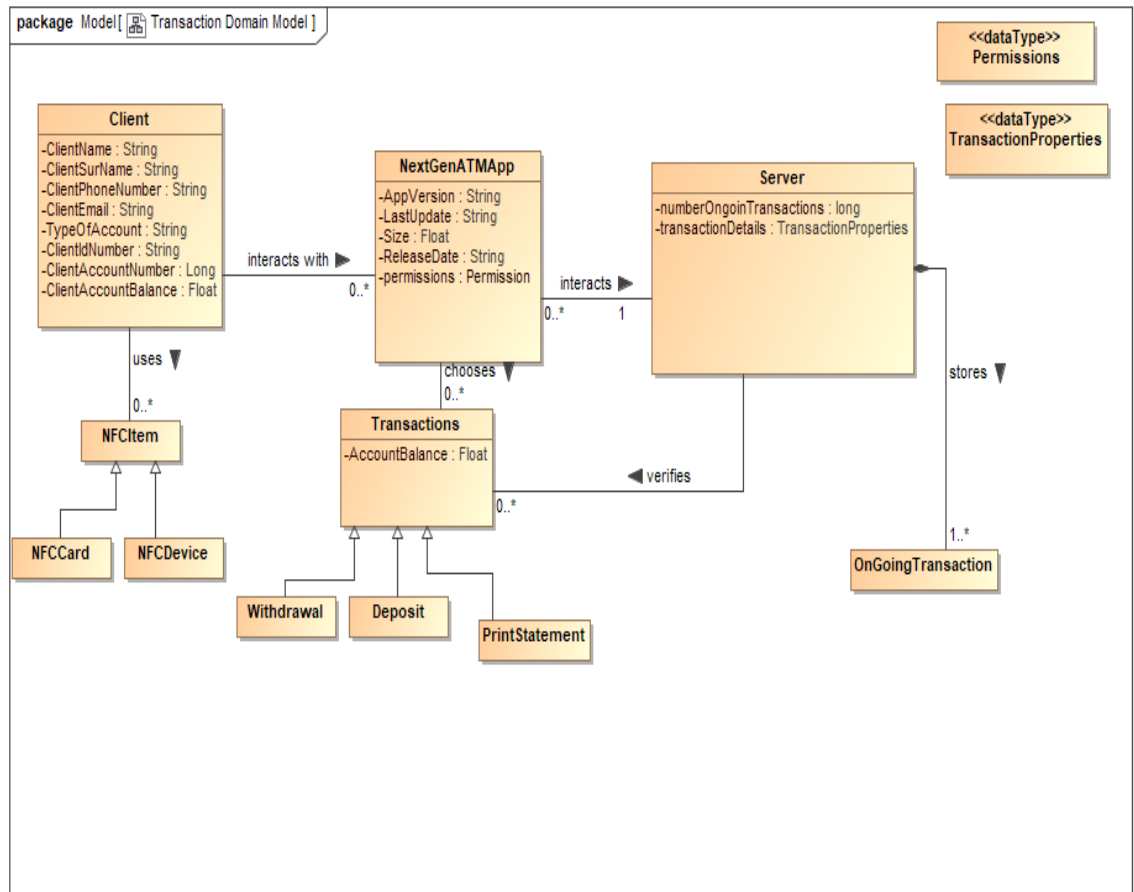 package Model[ Transaction Domain Model ]
<<dataType>>
Permissions
<<dataType>>
TransactionProperties
Client
-ClientName : String
-ClientSurName : String
-ClientPhoneNumber : String
-ClientEmail : String
-TypeOfAccount : String
-ClientIdNumber : String
-ClientAccountNumber : Long
-ClientAccountBalance : Float
interacts with
0..*
NextGenATMApp
-AppVersion : String
-LastUpdate : String
-Size : Float
-ReleaseDate : String
-permissions : Permission
interacts
0..*
1
Server
-numberOngoinTransactions : long
-transactionDetails : TransactionProperties
uses
0..*
chooses
0..*
stores
1..*
NFCItem
Transactions
-AccountBalance : Float
verifies
0..*
NFCCard
NFCDevice
OnGoingTransaction
Withdrawal
Deposit
PrintStatement